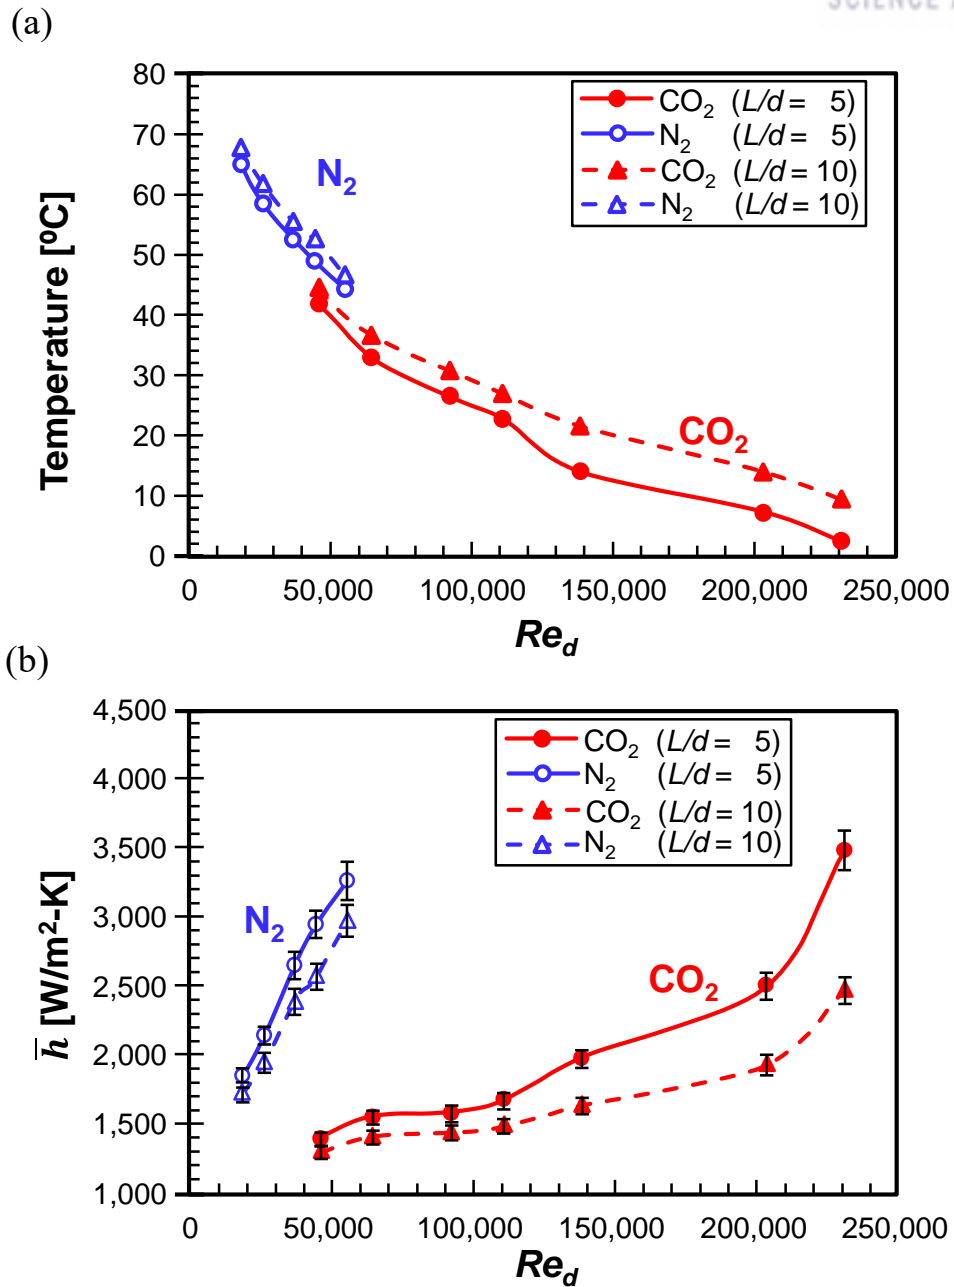 SCIENCE
(a)
80
70
60
50
40
30
20
10
0
Temperature [ºC]
CO₂ (L/d = 5)
N₂ (L/d = 5)
CO₂ (L/d = 10)
N₂ (L/d = 10)
N₂
CO₂
0 50,000 100,000 150,000 200,000 250,000
Re_d
(b)
4,500
4,000
3,500
3,000
2,500
2,000
1,500
1,000
h̅ [W/m²-K]
CO₂ (L/d = 5)
N₂ (L/d = 5)
CO₂ (L/d = 10)
N₂ (L/d = 10)
N₂
CO₂
0 50,000 100,000 150,000 200,000 250,000
Re_d